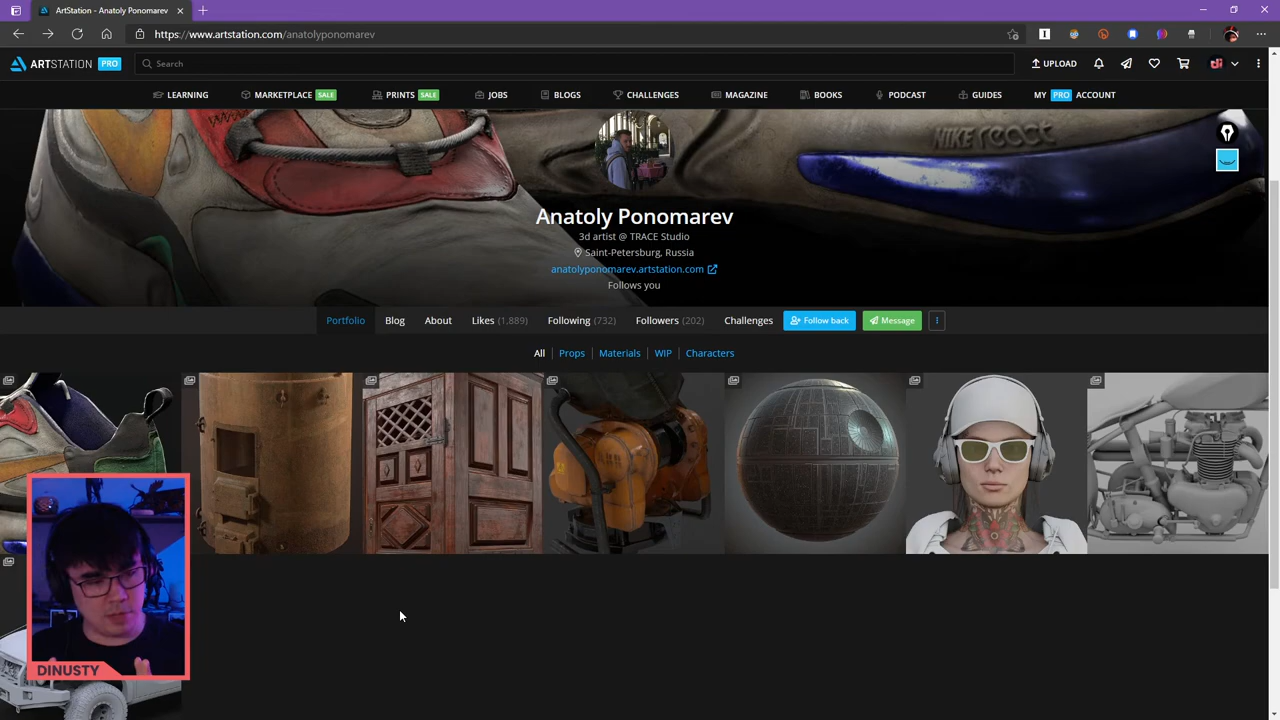 ArtStation - Anatoly Ponomarev
https://www.artstation.com/anatolyponomarev
ARTSTATION PRO
Search
UPLOAD
LEARNING
MARKETPLACE SALE
PRINTS SALE
JOBS
BLOGS
CHALLENGES
MAGAZINE
BOOKS
PODCAST
GUIDES
MY PRO ACCOUNT
NIKE react
Anatoly Ponomarev
3d artist @ TRACE Studio
Saint-Petersburg, Russia
anatolyponomarev.artstation.com
Follows you
Portfolio
Blog
About
Likes (1,889)
Following (732)
Followers (202)
Challenges
Follow back
Message
All
Props
Materials
WIP
Characters
DINUSTY